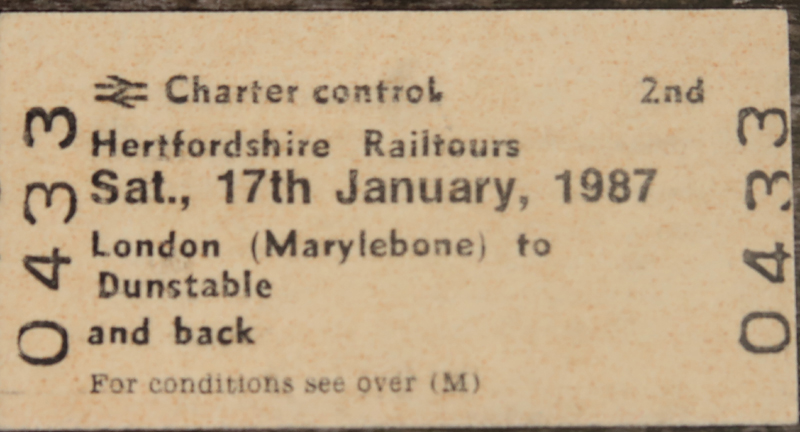 Charter control 2nd
Hertfordshire Railtours
Sat., 17th January, 1987
London (Marylebone) to
Dunstable
and back
For conditions see over (M)
0433
0433